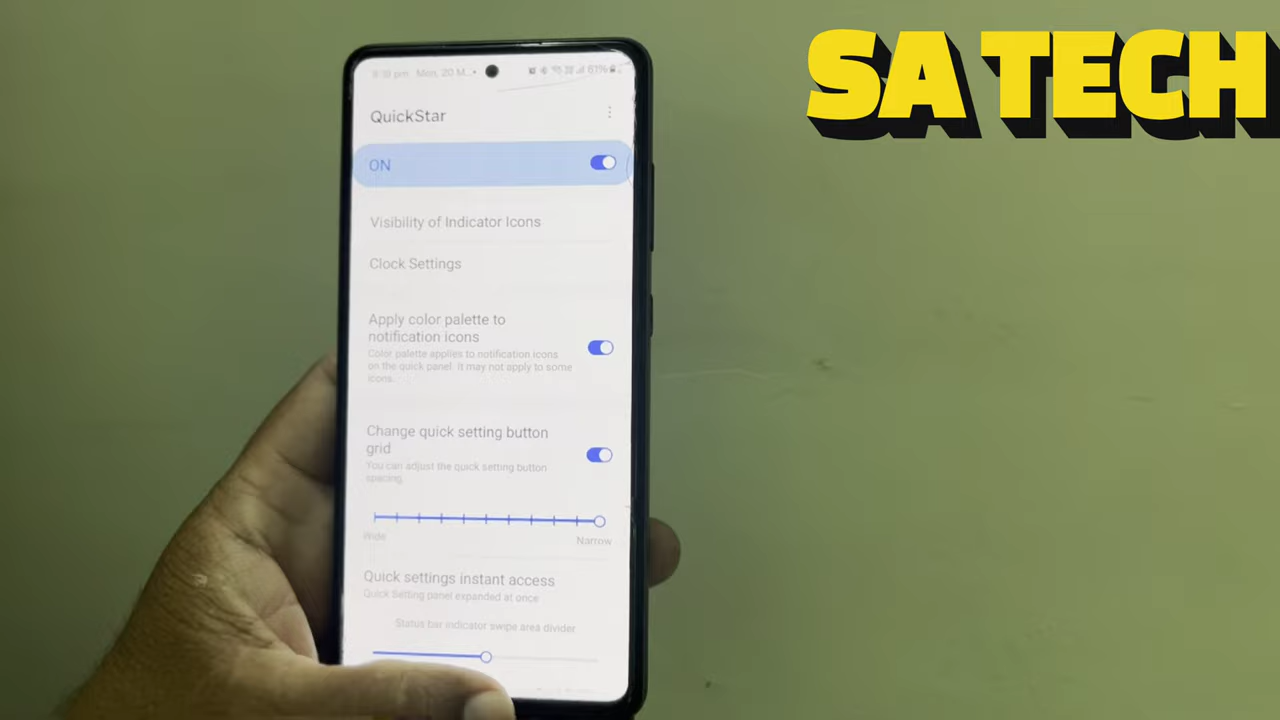 SA TECH
Mon, 20 M... 61%
QuickStar
ON
Visibility of Indicator Icons
Clock Settings
Apply color palette to
notification icons
Color palette applies to notification icons
on the quick panel. It may not apply to some
icons.
Change quick setting button
grid
You can adjust the quick setting button
spacing.
Wide Narrow
Quick settings instant access
Quick Setting panel expanded at once
Status bar indicator swipe area divider